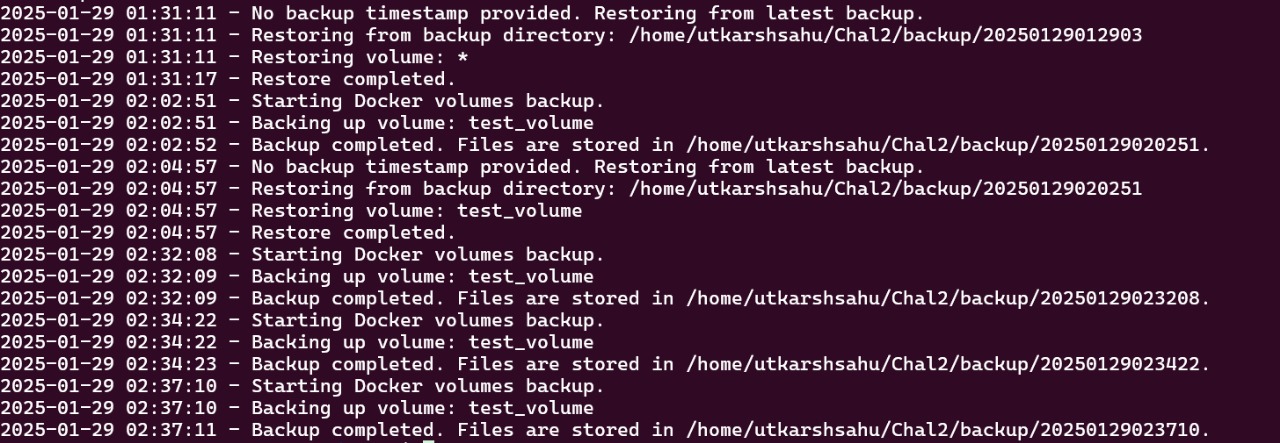 2025-01-29 01:31:11 - No backup timestamp provided. Restoring from latest backup.
2025-01-29 01:31:11 - Restoring from backup directory: /home/utkarshsahu/Chal2/backup/20250129012903
2025-01-29 01:31:11 - Restoring volume: *
2025-01-29 01:31:17 - Restore completed.
2025-01-29 02:02:51 - Starting Docker volumes backup.
2025-01-29 02:02:51 - Backing up volume: test_volume
2025-01-29 02:02:52 - Backup completed. Files are stored in /home/utkarshsahu/Chal2/backup/20250129020251.
2025-01-29 02:04:57 - No backup timestamp provided. Restoring from latest backup.
2025-01-29 02:04:57 - Restoring from backup directory: /home/utkarshsahu/Chal2/backup/20250129020251
2025-01-29 02:04:57 - Restoring volume: test_volume
2025-01-29 02:04:57 - Restore completed.
2025-01-29 02:32:08 - Starting Docker volumes backup.
2025-01-29 02:32:09 - Backing up volume: test_volume
2025-01-29 02:32:09 - Backup completed. Files are stored in /home/utkarshsahu/Chal2/backup/20250129023208.
2025-01-29 02:34:22 - Starting Docker volumes backup.
2025-01-29 02:34:22 - Backing up volume: test_volume
2025-01-29 02:34:23 - Backup completed. Files are stored in /home/utkarshsahu/Chal2/backup/20250129023422.
2025-01-29 02:37:10 - Starting Docker volumes backup.
2025-01-29 02:37:10 - Backing up volume: test_volume
2025-01-29 02:37:11 - Backup completed. Files are stored in /home/utkarshsahu/Chal2/backup/20250129023710.